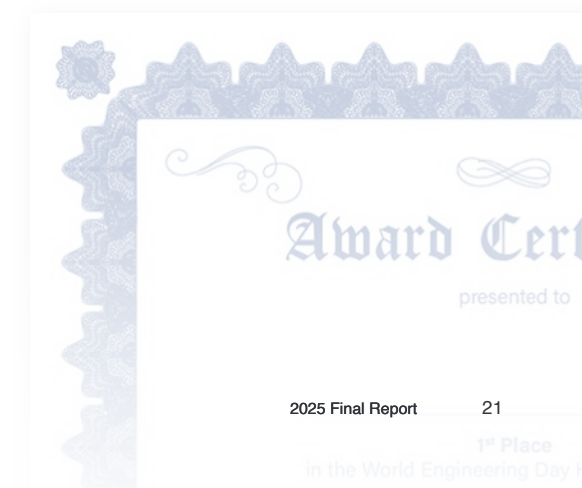 Award Cert
presented to
2025 Final Report 21
1st Place
in the World Engineering Day H